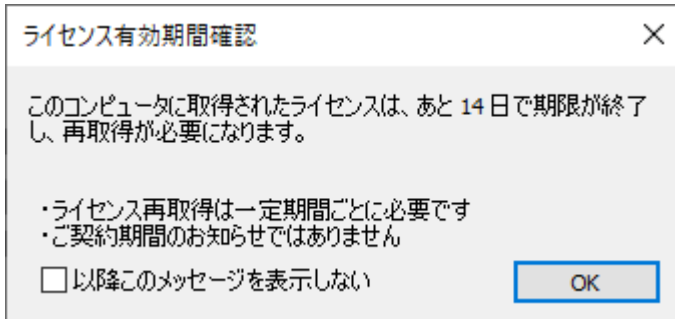 ライセンス有効期間確認
このコンピュータに取得されたライセンスは、あと 14 日で期限が終了
し、再取得が必要になります。
・ライセンス再取得は一定期間ごとに必要です
・ご契約期間のお知らせではありません
以降このメッセージを表示しない
OK